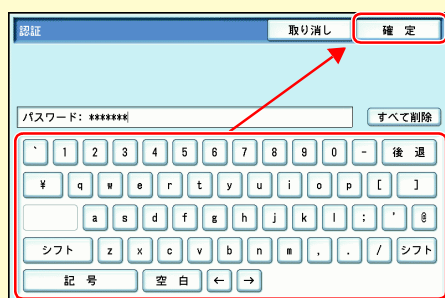 認証 取り消し 確 定
パスワード: ******* すべて削除
` 1 2 3 4 5 6 7 8 9 0 - 後 退
¥ q w e r t y u i o p [ ]
a s d f g h j k l ; ' @
シフト z x c v b n m , . / シフト
記 号 空 白 ← →